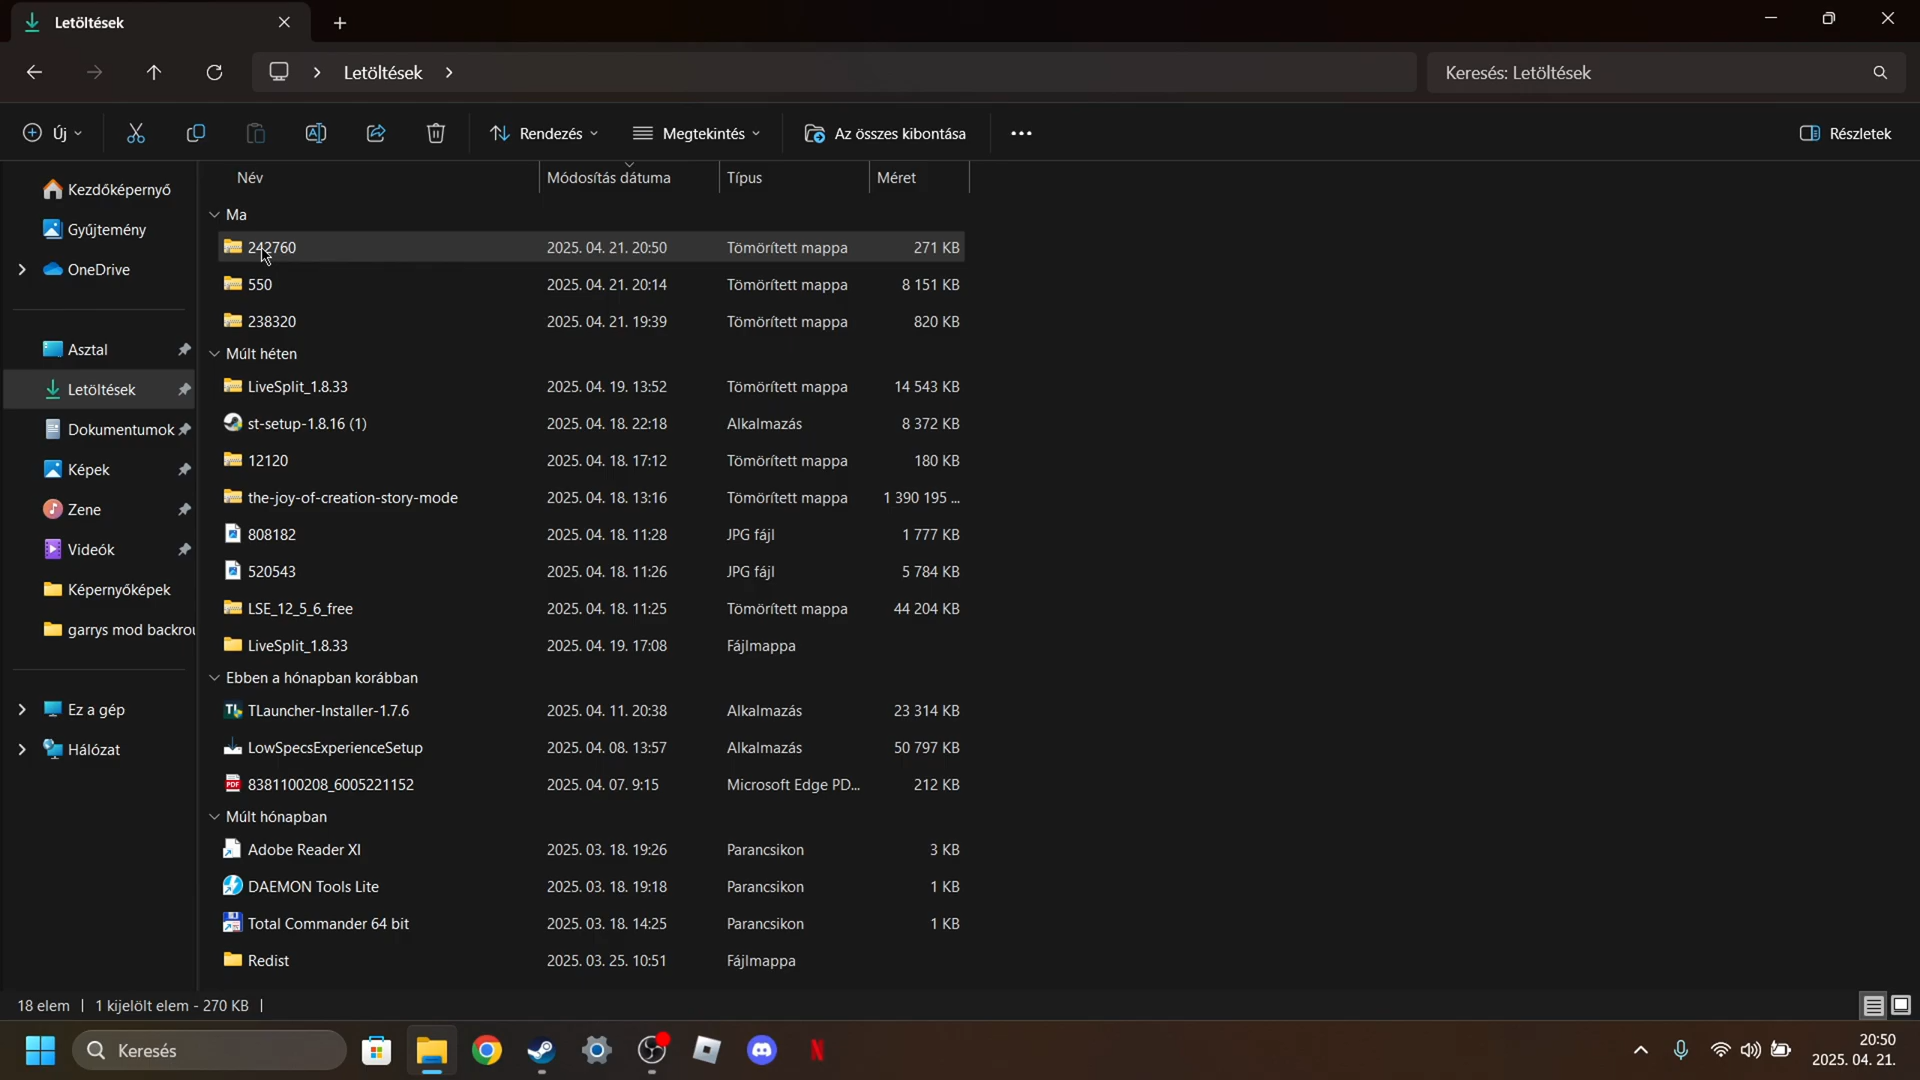 Letöltések
Letöltések
Keresés: Letöltések
Új
Rendezés
Megtekintés
Az összes kibontása
Részletek
Kezdőképernyő
Gyűjtemény
OneDrive
Asztal
Letöltések
Dokumentumok
Képek
Zene
Videók
Képernyőképek
garrys mod backrou
Ez a gép
Hálózat
Név Módosítás dátuma Típus Méret
Ma
242760 2025. 04. 21. 20:50 Tömörített mappa 271 KB
550 2025. 04. 21. 20:14 Tömörített mappa 8 151 KB
238320 2025. 04. 21. 19:39 Tömörített mappa 820 KB
Múlt héten
LiveSplit_1.8.33 2025. 04. 19. 13:52 Tömörített mappa 14 543 KB
st-setup-1.8.16 (1) 2025. 04. 18. 22:18 Alkalmazás 8 372 KB
12120 2025. 04. 18. 17:12 Tömörített mappa 180 KB
the-joy-of-creation-story-mode 2025. 04. 18. 13:16 Tömörített mappa 1 390 195 ...
808182 2025. 04. 18. 11:28 JPG fájl 1 777 KB
520543 2025. 04. 18. 11:26 JPG fájl 5 784 KB
LSE_12_5_6_free 2025. 04. 18. 11:25 Tömörített mappa 44 204 KB
LiveSplit_1.8.33 2025. 04. 19. 17:08 Fájlmappa
Ebben a hónapban korábban
TLauncher-Installer-1.7.6 2025. 04. 11. 20:38 Alkalmazás 23 314 KB
LowSpecsExperienceSetup 2025. 04. 08. 13:57 Alkalmazás 50 797 KB
8381100208_6005221152 2025. 04. 07. 9:15 Microsoft Edge PD... 212 KB
Múlt hónapban
Adobe Reader XI 2025. 03. 18. 19:26 Parancsikon 3 KB
DAEMON Tools Lite 2025. 03. 18. 19:18 Parancsikon 1 KB
Total Commander 64 bit 2025. 03. 18. 14:25 Parancsikon 1 KB
Redist 2025. 03. 25. 10:51 Fájlmappa
18 elem 1 kijelölt elem - 270 KB
Keresés
20:50
2025. 04. 21.